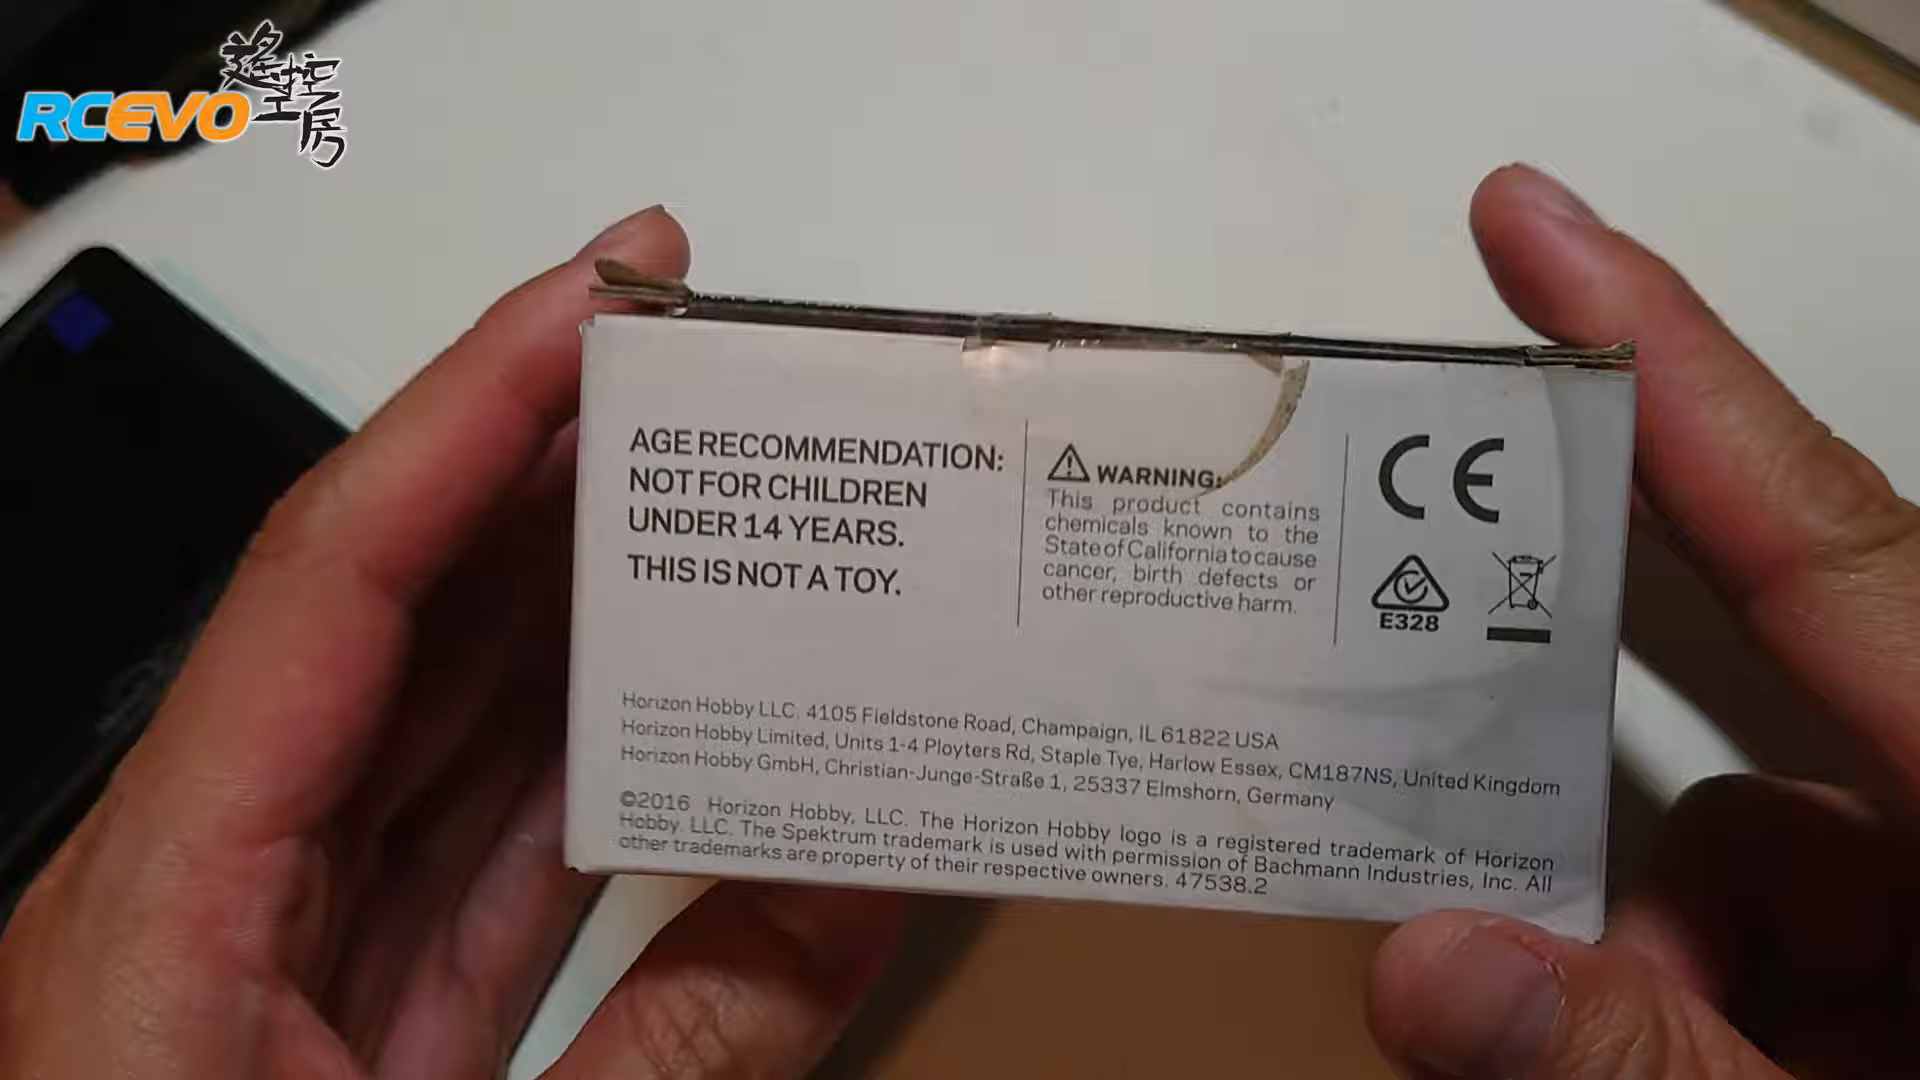 RCEVO
遙控工房
AGE RECOMMENDATION:
NOT FOR CHILDREN
UNDER 14 YEARS.
THIS IS NOT A TOY.
WARNING:
This product contains
chemicals known to the
State of California to cause
cancer, birth defects or
other reproductive harm.
CE
E328
Horizon Hobby LLC. 4105 Fieldstone Road, Champaign, IL 61822 USA
Horizon Hobby Limited, Units 1-4 Ployters Rd, Staple Tye, Harlow Essex, CM187NS, United Kingdom
Horizon Hobby GmbH, Christian-Junge-Straße 1, 25337 Elmshorn, Germany
©2016 Horizon Hobby, LLC. The Horizon Hobby logo is a registered trademark of Horizon
Hobby, LLC. The Spektrum trademark is used with permission of Bachmann Industries, Inc. All
other trademarks are property of their respective owners. 47538.2